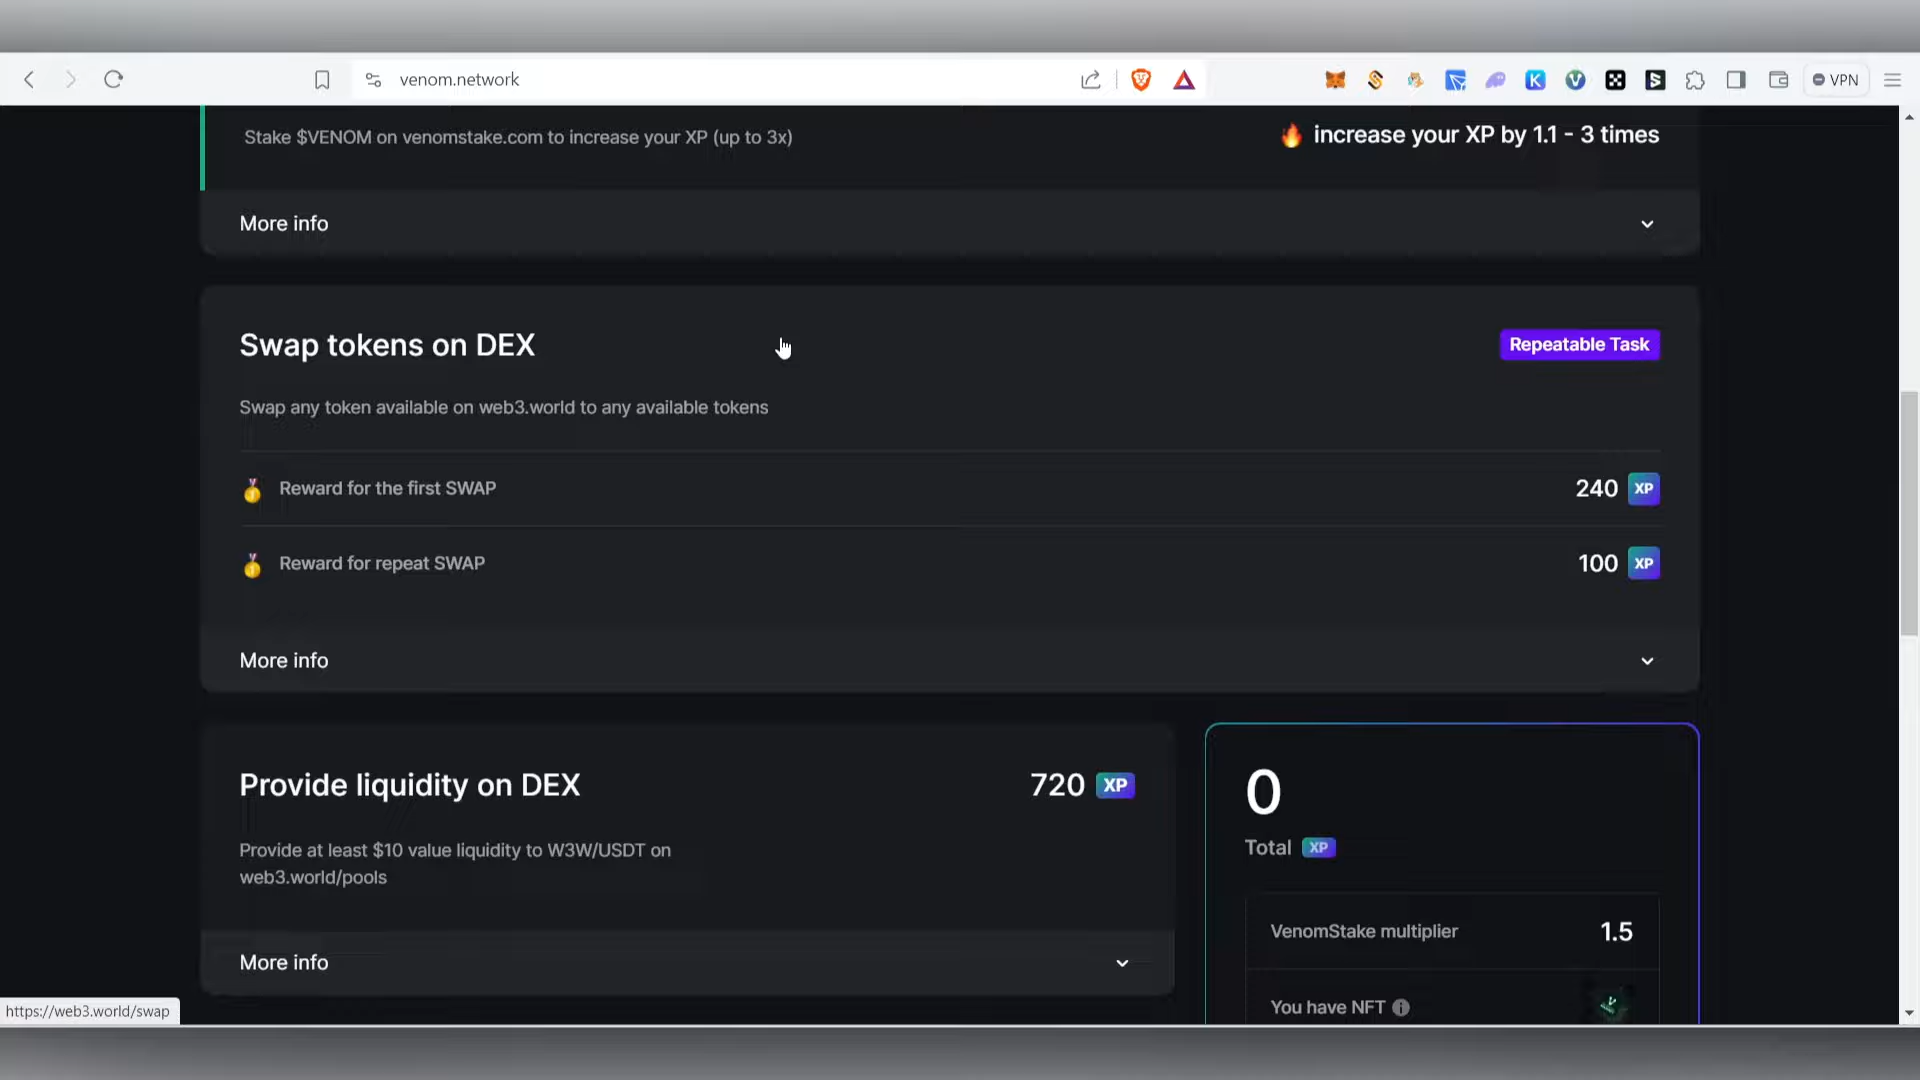 venom.network
VPN
Stake $VENOM on venomstake.com to increase your XP (up to 3x)
increase your XP by 1.1 - 3 times
More info
Swap tokens on DEX
Repeatable Task
Swap any token available on web3.world to any available tokens
Reward for the first SWAP
240 XP
Reward for repeat SWAP
100 XP
More info
Provide liquidity on DEX
720 XP
Provide at least $10 value liquidity to W3W/USDT on
web3.world/pools
More info
0
Total XP
VenomStake multiplier
1.5
You have NFT
https://web3.world/swap